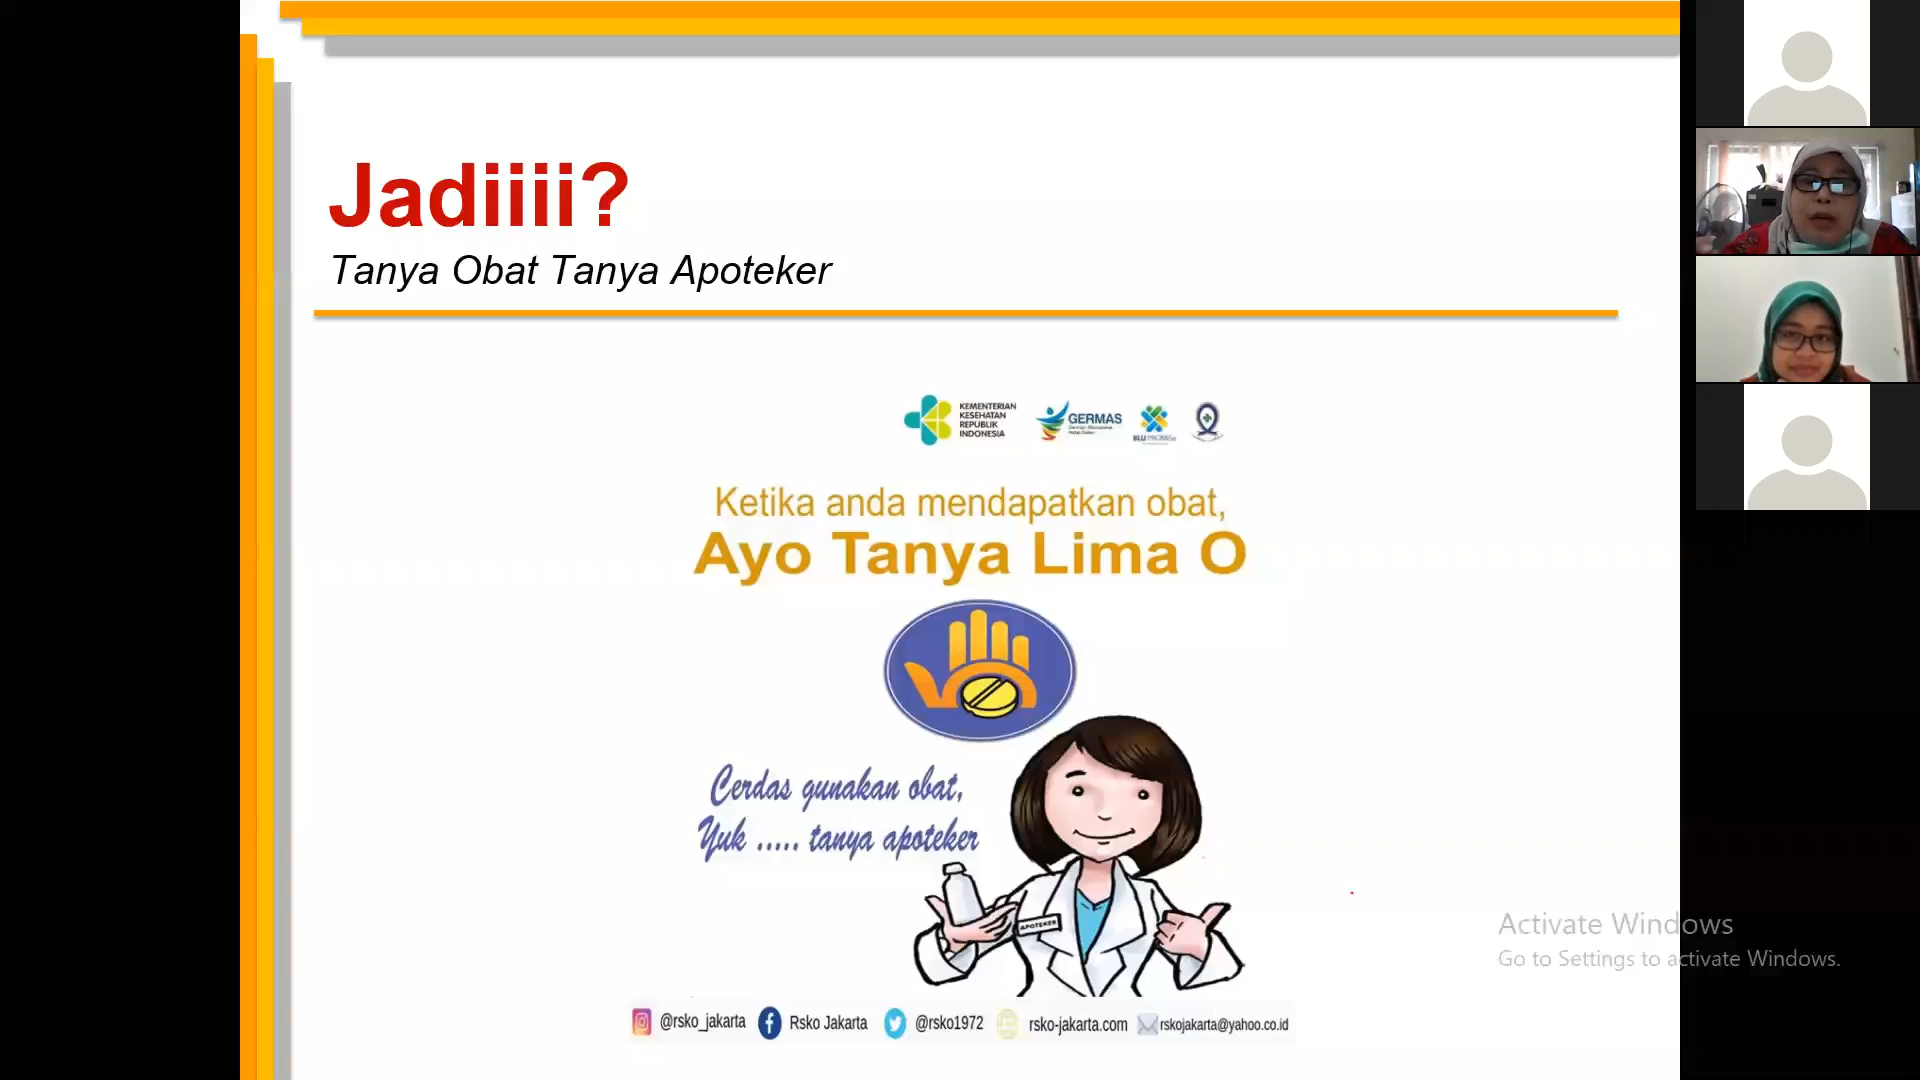 Jadiiii?
Tanya Obat Tanya Apoteker
KEMENTERIAN
KESEHATAN
REPUBLIK
INDONESIA
GERMAS
Ketika anda mendapatkan obat,
Ayo Tanya Lima O
Cerdas gunakan obat,
Yuk ..... tanya apoteker
APOTEKER
Activate Windows
Go to Settings to activate Windows.
@rsko_jakarta
Rsko Jakarta
@rsko1972
rsko-jakarta.com
rskojakarta@yahoo.co.id